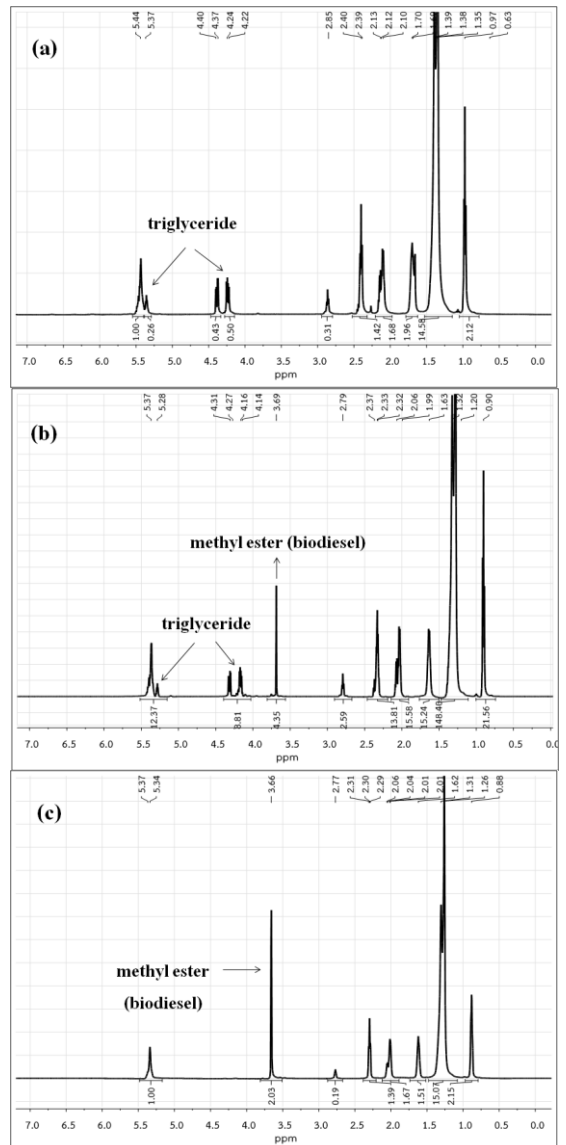 5.44 5.37 4.40 4.37 4.24 4.22 2.85 2.40 2.39 2.13 2.12 2.10 1.70 1.39 1.38 1.35 0.97 0.63
(a)
triglyceride
1.00 0.26 0.43 0.50 0.31 1.42 1.68 1.96 14.58 2.12
7.0 6.5 6.0 5.5 5.0 4.5 4.0 3.5 3.0 2.5 2.0 1.5 1.0 0.5 0.0
ppm
5.37 5.28 4.31 4.27 4.16 4.14 3.69 2.79 2.37 2.33 2.32 2.06 1.99 1.63 1.32 1.20 0.90
(b)
methyl ester (biodiesel)
triglyceride
12.37 4.35 2.59 13.81 15.58 15.24 148.40 21.56
7.0 6.5 6.0 5.5 5.0 4.5 4.0 3.5 3.0 2.5 2.0 1.5 1.0 0.5 0.0
ppm
5.37 5.34 3.66 2.77 2.31 2.30 2.29 2.06 2.04 2.01 2.01 1.62 1.31 1.26 0.88
(c)
methyl ester
(biodiesel)
1.00 2.03 0.19 1.39 1.67 1.51 15.07 2.15
7.0 6.5 6.0 5.5 5.0 4.5 4.0 3.5 3.0 2.5 2.0 1.5 1.0 0.5 0.0
ppm